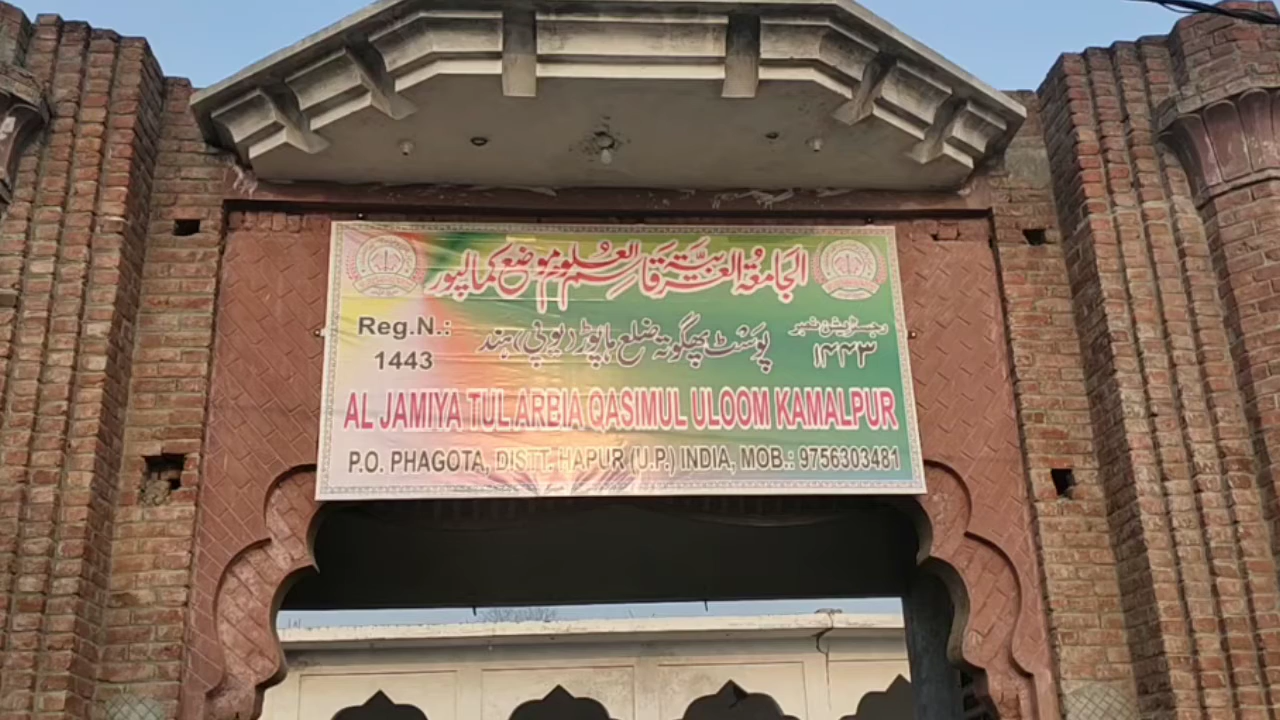 الجامعۃ العربیۃ قاسم العلوم موضع کمالپور
Reg.N.: 1443
پوسٹ پھگوتہ ضلع ہاپوڑ (یوپی) ہند
رجسٹریشن نمبر ۱۴۴۳
AL JAMIYA TUL ARBIA QASIMUL ULOOM KAMALPUR
P.O. PHAGOTA, DISTT. HAPUR (U.P.) INDIA, MOB.: 9756303481